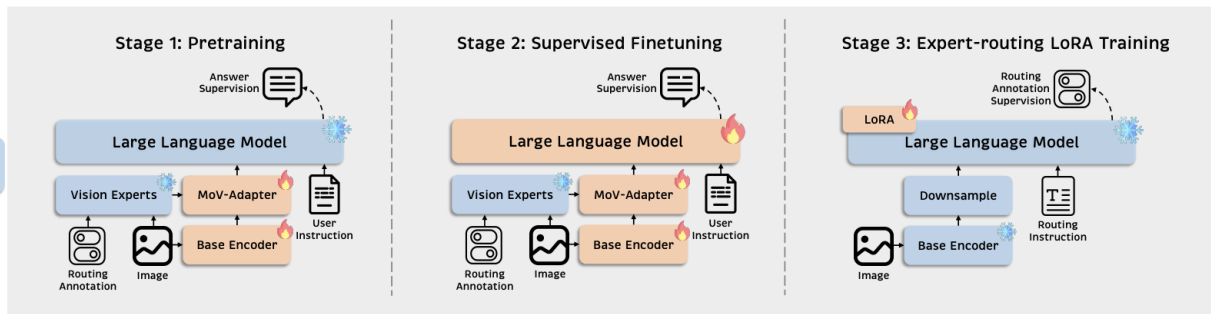 Stage 1: Pretraining
Answer
Supervision
Large Language Model
Vision Experts
MoV-Adapter
User
Instruction
Base Encoder
Routing
Annotation
Image
Stage 2: Supervised Finetuning
Answer
Supervision
Large Language Model
Vision Experts
MoV-Adapter
User
Instruction
Base Encoder
Routing
Annotation
Image
Stage 3: Expert-routing LoRA Training
Routing
Annotation
Supervision
LoRA
Large Language Model
Downsample
T
Routing
Instruction
Base Encoder
Image